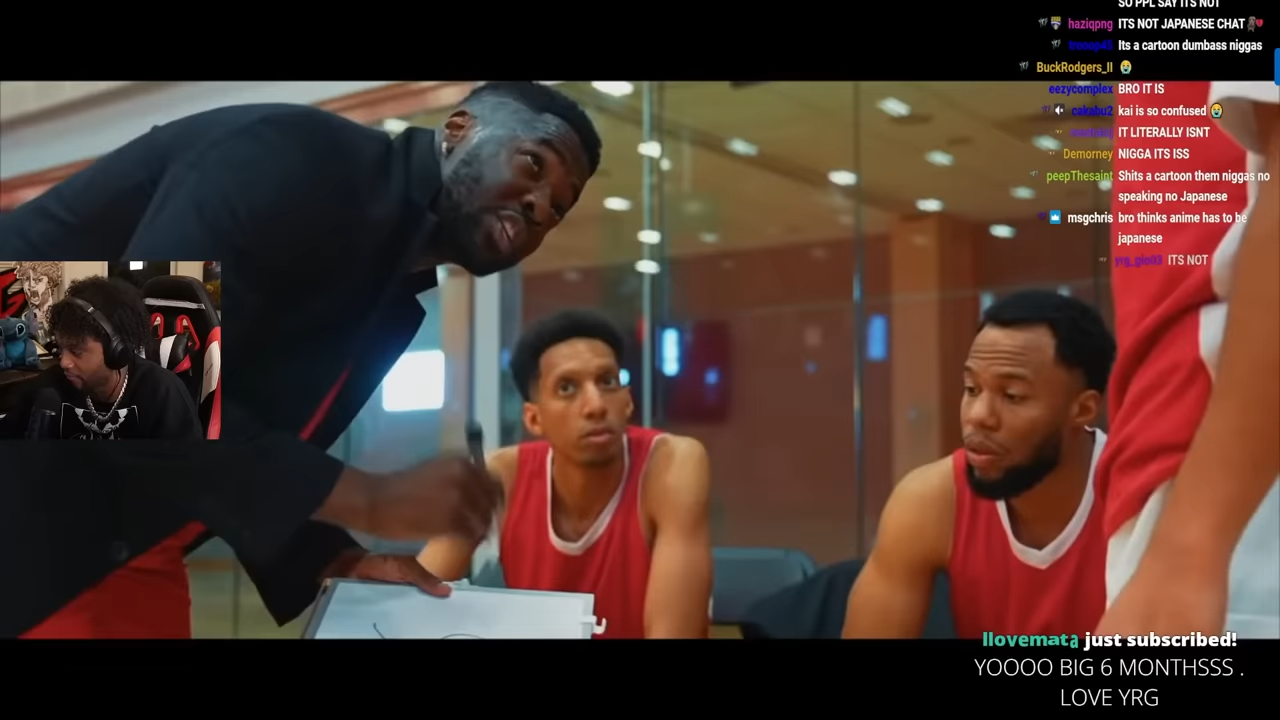 SO PPL SAY ITS NOT
haziqpng ITS NOT JAPANESE CHAT
Its a cartoon dumbass niggas
BuckRodgers_II
eezycomplex BRO IT IS
cakabu2 kai is so confused
IT LITERALLY ISNT
Demorney NIGGA ITS ISS
peepThesaint Shits a cartoon them niggas no
speaking no Japanese
msgchris bro thinks anime has to be
japanese
yrg_glo03 ITS NOT
llovemata just subscribed!
YOOOO BIG 6 MONTHSSS .
LOVE YRG